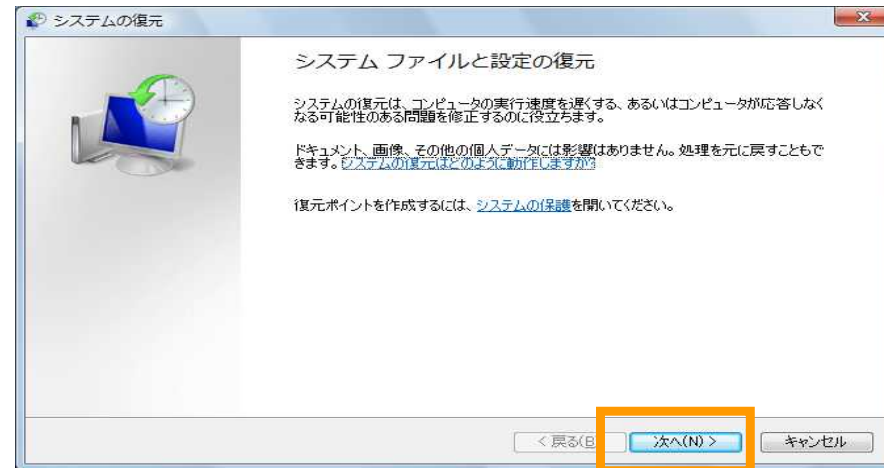 システムの復元
システム ファイルと設定の復元
システムの復元は、コンピュータの実行速度を遅くする、あるいはコンピュータが応答しなく
なる可能性のある問題を修正するのに役立ちます。
ドキュメント、画像、その他の個人データには影響はありません。処理を元に戻すこともで
きます。システムの復元はどのように動作しますか?
復元ポイントを作成するには、システムの保護を開いてください。
< 戻る(B 次へ(N) > キャンセル